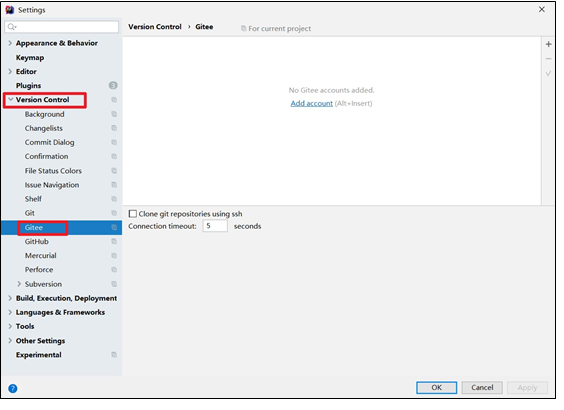 Settings
Version Control › Gitee
For current project
Appearance & Behavior
Keymap
Editor
Plugins 3
Version Control
Background
Changelists
Commit Dialog
Confirmation
File Status Colors
Issue Navigation
Shelf
Git
Gitee
GitHub
Mercurial
Perforce
Subversion
Build, Execution, Deployment
Languages & Frameworks
Tools
Other Settings
Experimental
No Gitee accounts added.
Add account (Alt+Insert)
Clone git repositories using ssh
Connection timeout: 5 seconds
? OK Cancel Apply